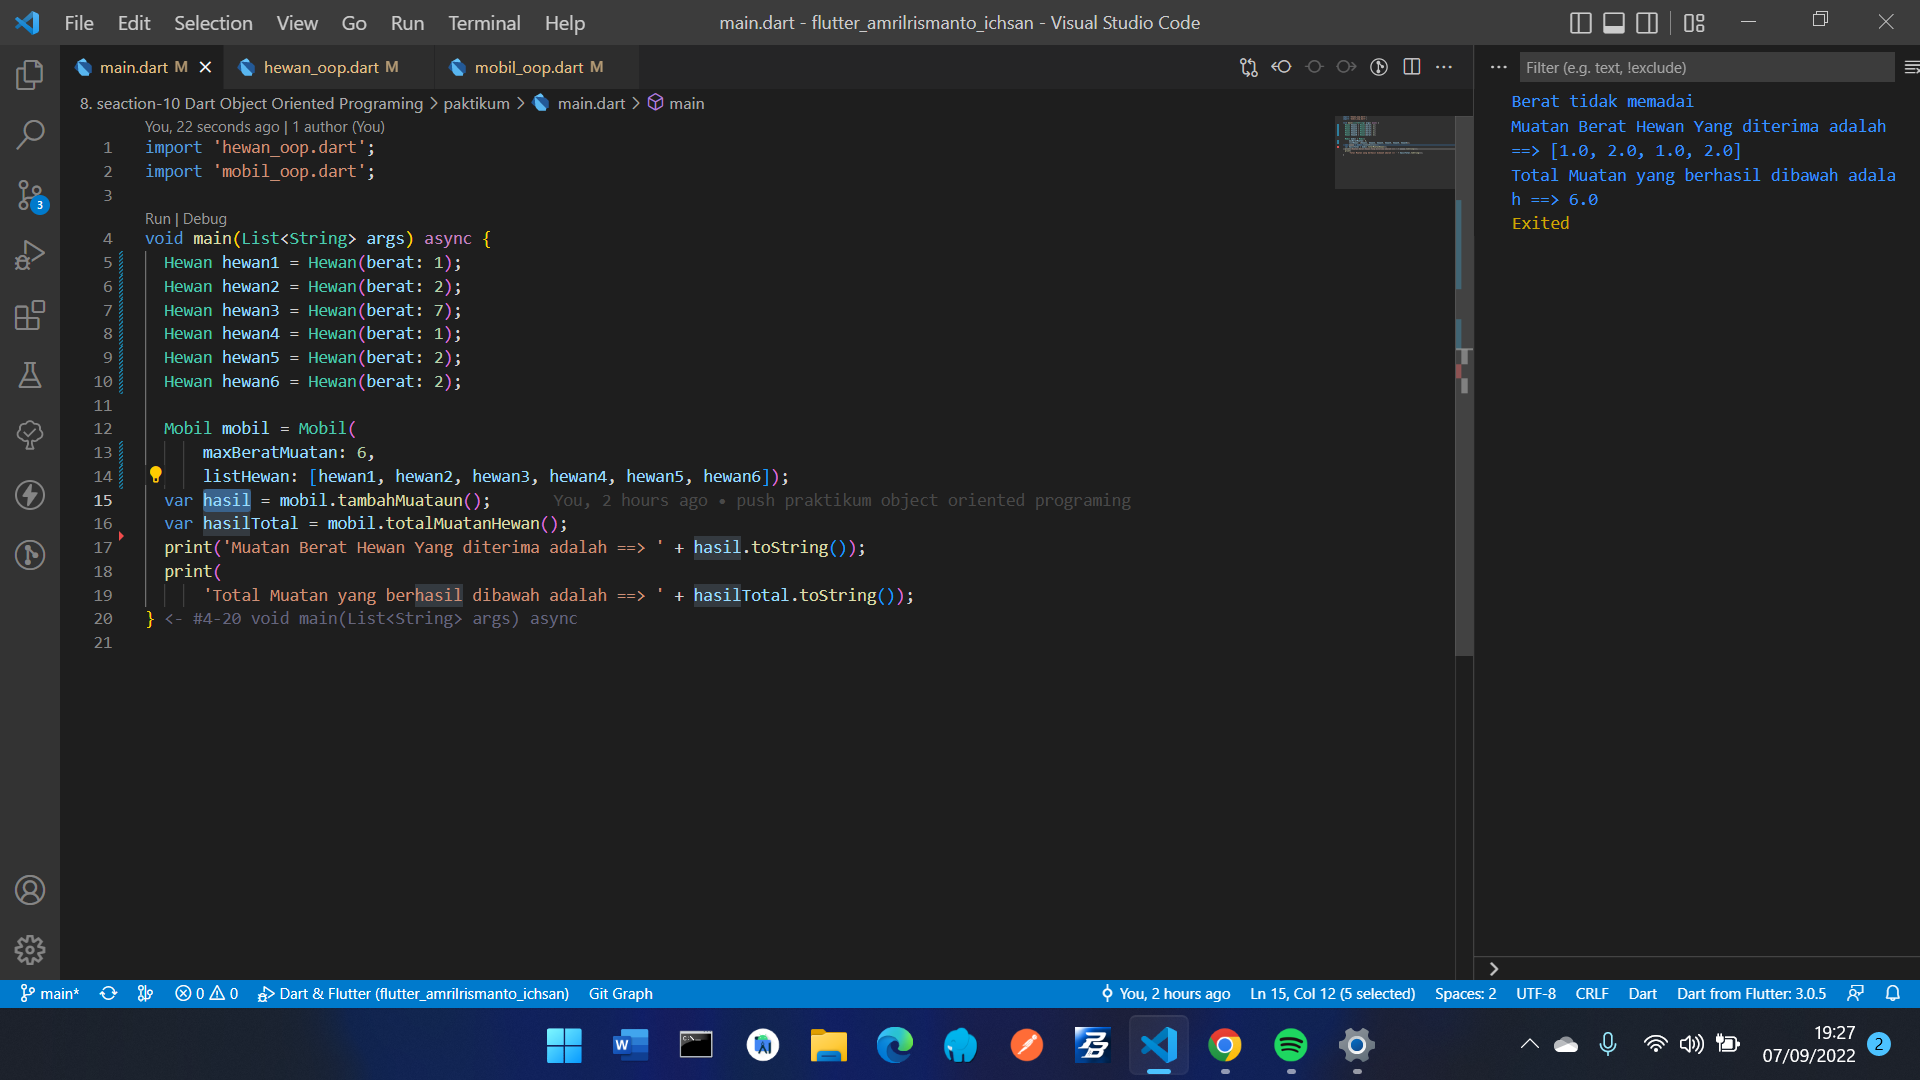 File Edit Selection View Go Run Terminal Help
main.dart - flutter_amrilrismanto_ichsan - Visual Studio Code
main.dart M
hewan_oop.dart M
mobil_oop.dart M
8. seaction-10 Dart Object Oriented Programing > paktikum > main.dart > main
You, 22 seconds ago | 1 author (You)
1 import 'hewan_oop.dart';
2 import 'mobil_oop.dart';
3
Run | Debug
4 void main(List<String> args) async {
5 Hewan hewan1 = Hewan(berat: 1);
6 Hewan hewan2 = Hewan(berat: 2);
7 Hewan hewan3 = Hewan(berat: 7);
8 Hewan hewan4 = Hewan(berat: 1);
9 Hewan hewan5 = Hewan(berat: 2);
10 Hewan hewan6 = Hewan(berat: 2);
11
12 Mobil mobil = Mobil(
13 maxBeratMuatan: 6,
14 listHewan: [hewan1, hewan2, hewan3, hewan4, hewan5, hewan6]);
15 var hasil = mobil.tambahMuataun(); You, 2 hours ago • push praktikum object oriented programing
16 var hasilTotal = mobil.totalMuatanHewan();
17 print('Muatan Berat Hewan Yang diterima adalah ==> ' + hasil.toString());
18 print(
19 'Total Muatan yang berhasil dibawah adalah ==> ' + hasilTotal.toString());
20 } <- #4-20 void main(List<String> args) async
21
Filter (e.g. text, !exclude)
Berat tidak memadai
Muatan Berat Hewan Yang diterima adalah
==> [1.0, 2.0, 1.0, 2.0]
Total Muatan yang berhasil dibawah adala
h ==> 6.0
Exited
3
main* 0 0 Dart & Flutter (flutter_amrilrismanto_ichsan) Git Graph
You, 2 hours ago Ln 15, Col 12 (5 selected) Spaces: 2 UTF-8 CRLF Dart Dart from Flutter: 3.0.5
19:27
07/09/2022
2